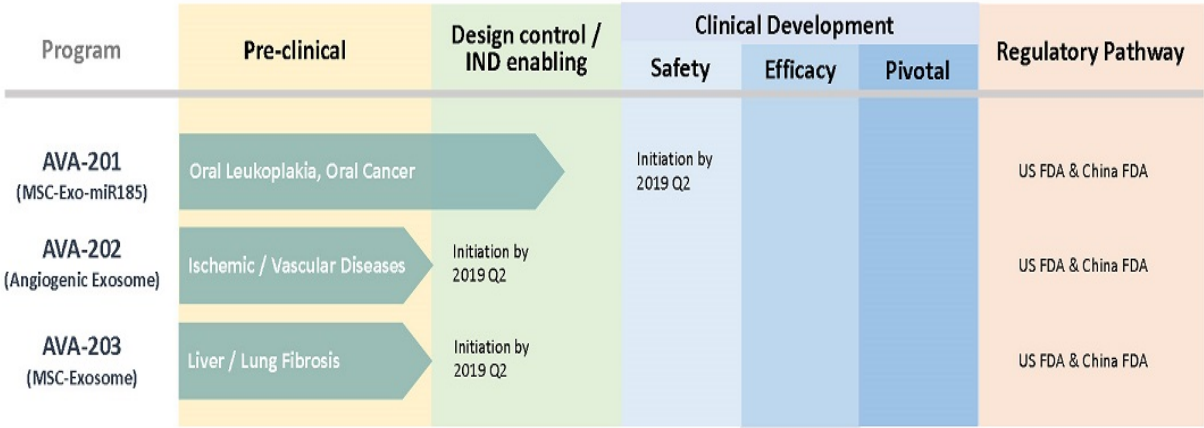 Program
Pre-clinical
Design control /
IND enabling
Clinical Development
Safety
Efficacy
Pivotal
Regulatory Pathway
AVA-201
(MSC-Exo-miR185)
Oral Leukoplakia, Oral Cancer
Initiation by
2019 Q2
US FDA & China FDA
AVA-202
(Angiogenic Exosome)
Ischemic / Vascular Diseases
Initiation by
2019 Q2
US FDA & China FDA
AVA-203
(MSC-Exosome)
Liver / Lung Fibrosis
Initiation by
2019 Q2
US FDA & China FDA